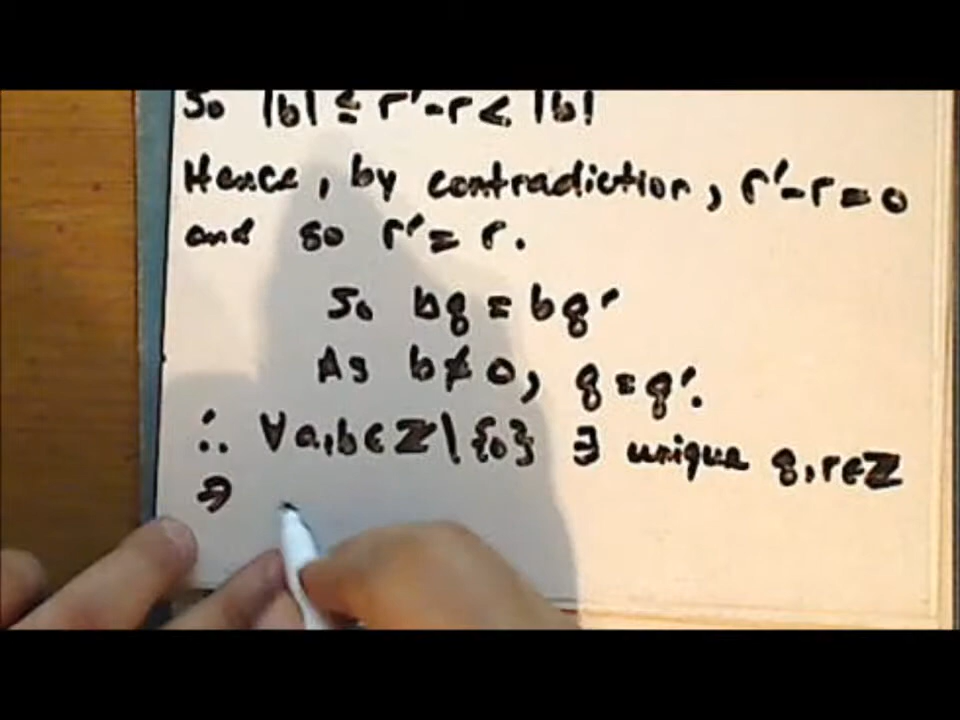 So |b| ≤ r'-r < |b|
Hence, by contradiction, r'-r=0
and so r'=r.
So bq = bq'
As b≠0, q=q'.
∴ ∀a,b∈ℤ\{0} ∃ unique q,r∈ℤ
∋